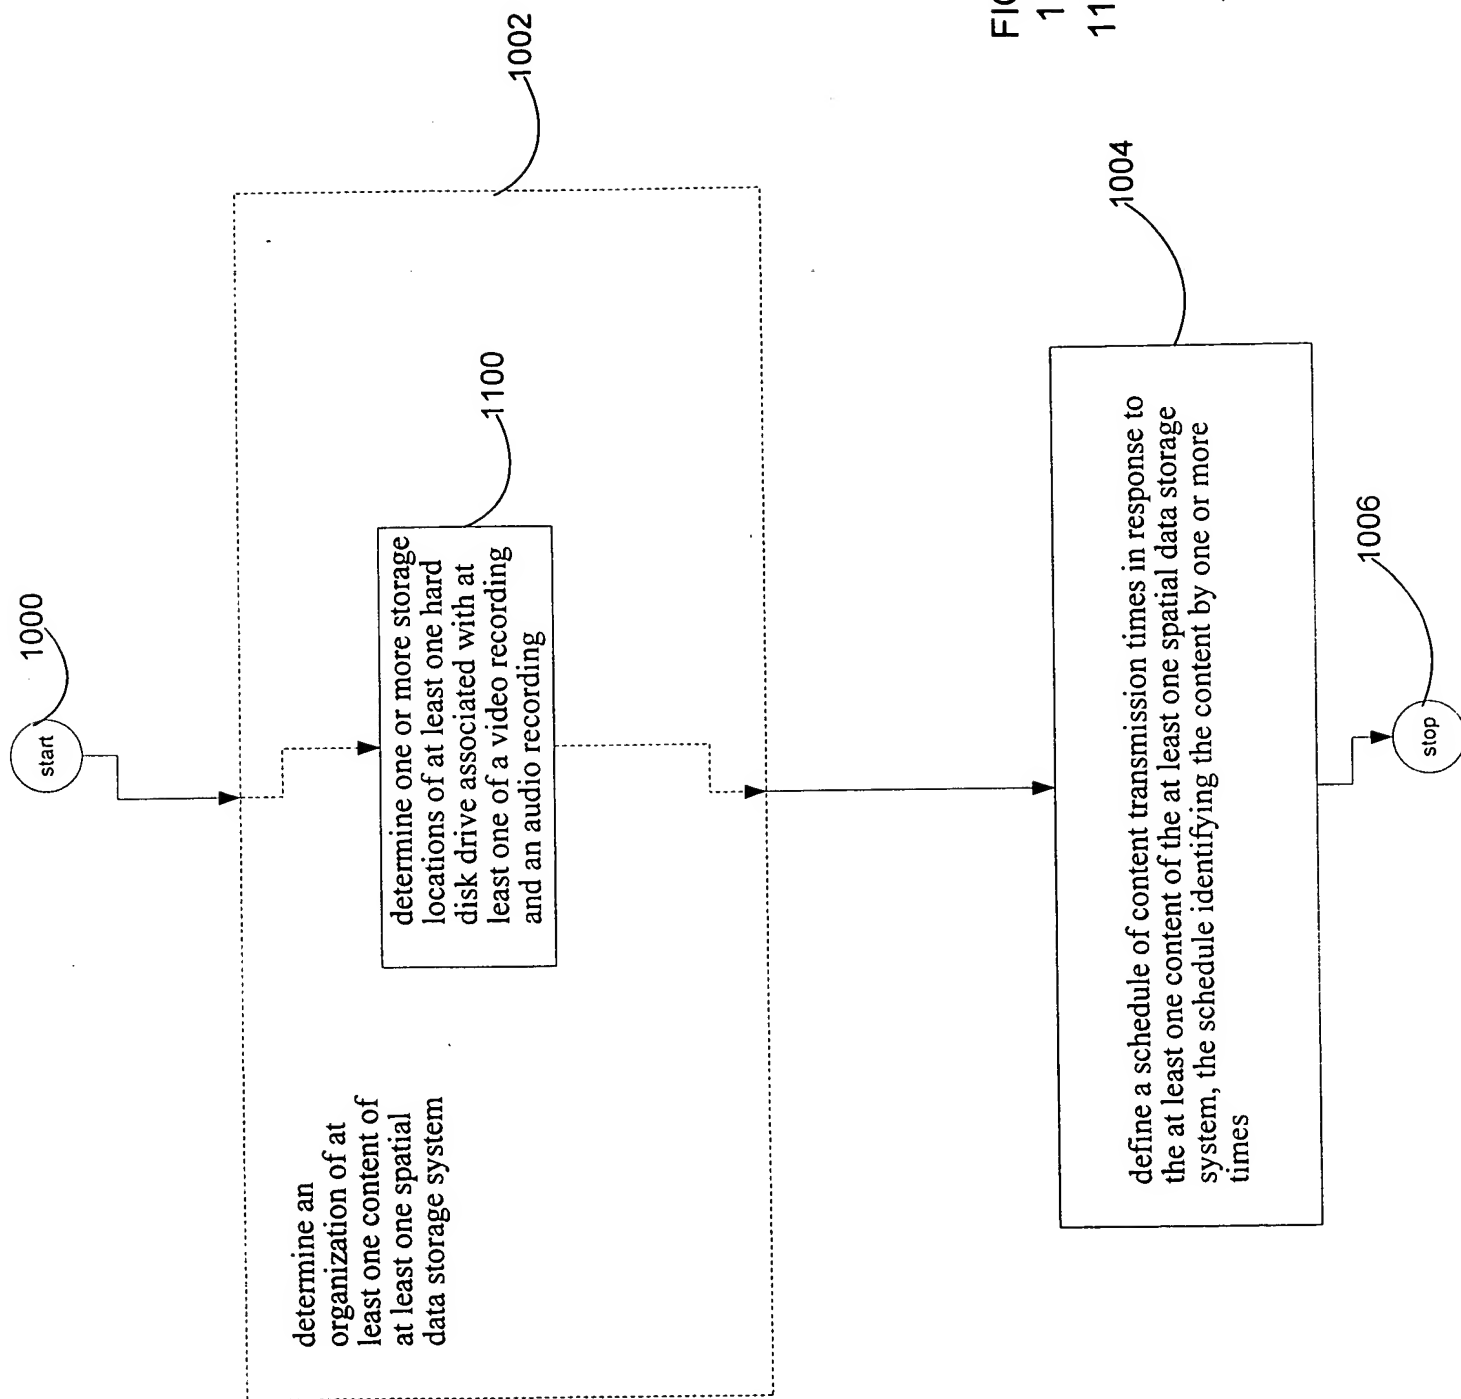 1000
start
1002
determine an
organization of at
least one content of
at least one spatial
data storage system
1100
determine one or more storage
locations of at least one hard
disk drive associated with at
least one of a video recording
and an audio recording
1004
define a schedule of content transmission times in response to
the at least one content of the at least one spatial data storage
system, the schedule identifying the content by one or more
times
1006
stop